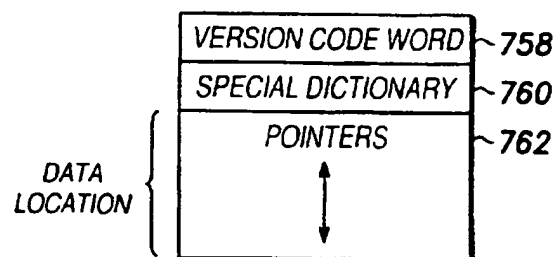 VERSION CODE WORD 758
SPECIAL DICTIONARY 760
POINTERS 762
DATA
LOCATION